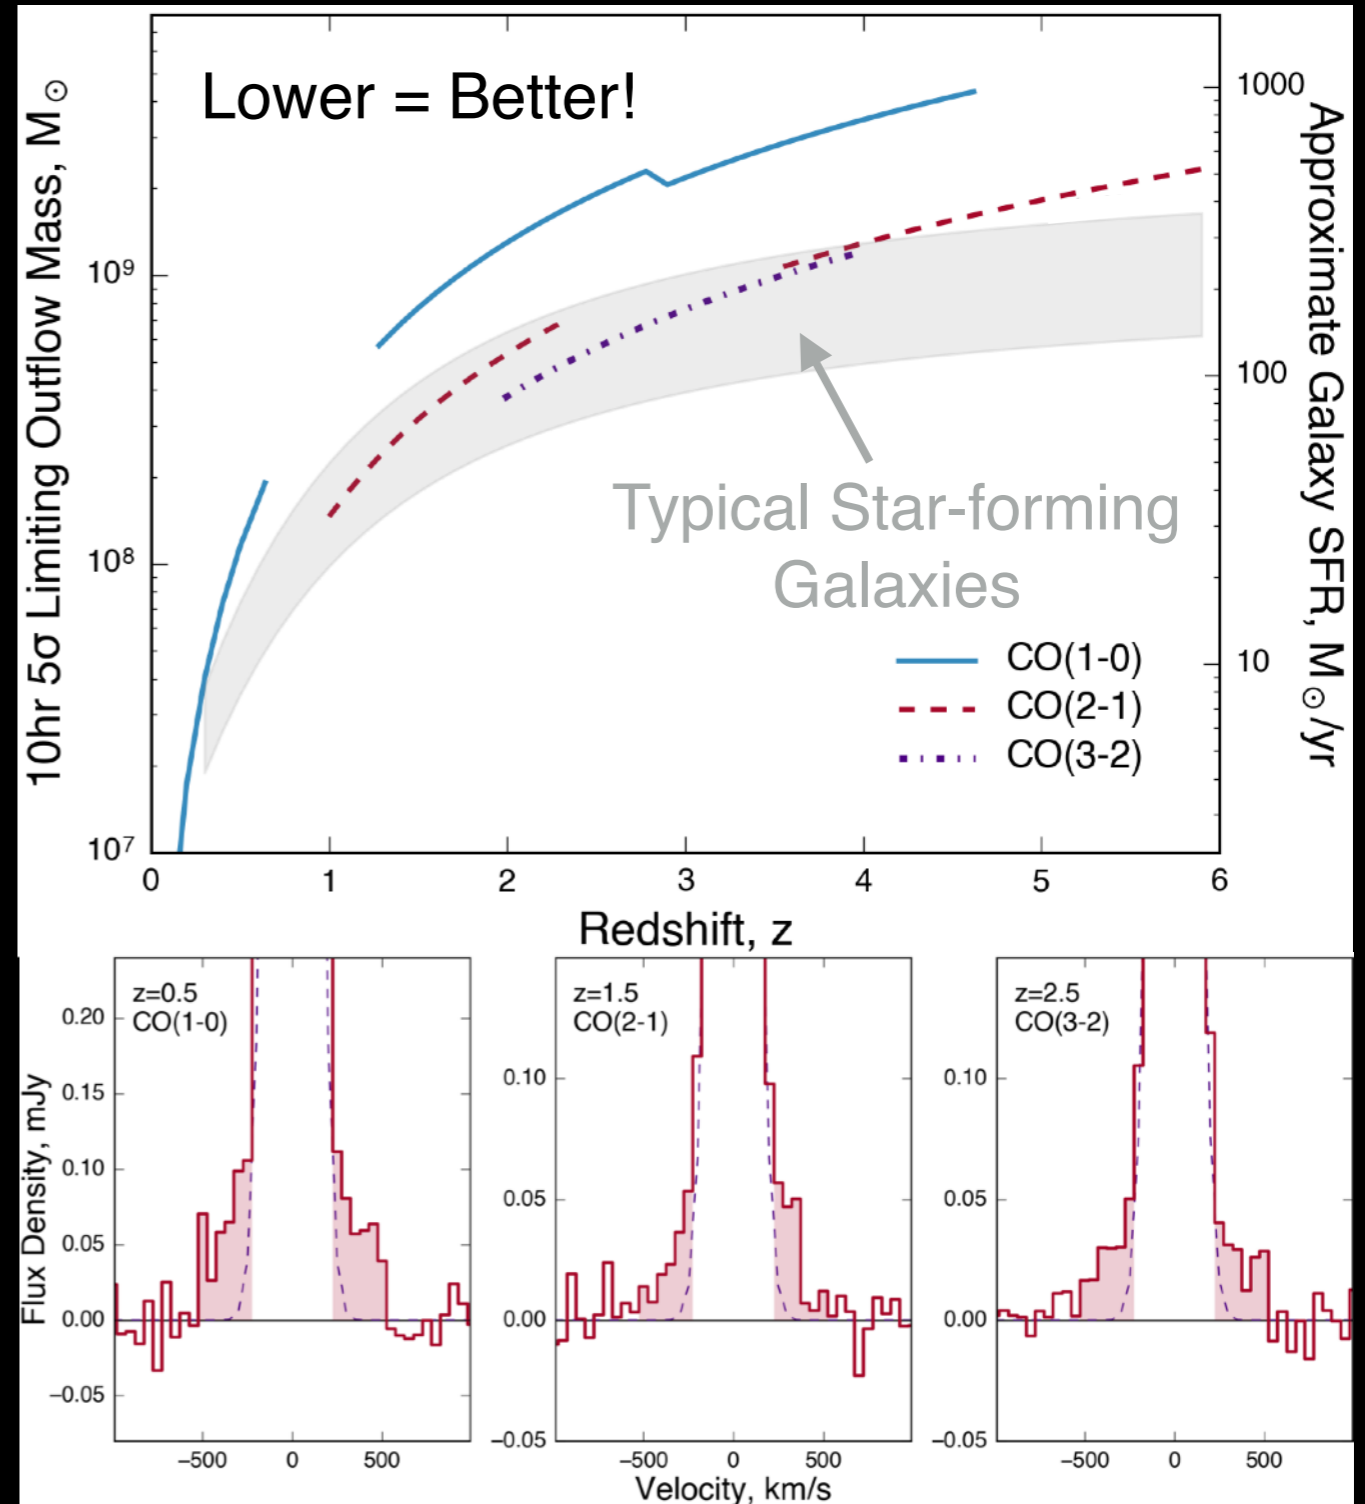 Lower = Better!
10hr 5σ Limiting Outflow Mass, M⊙
10⁹
10⁸
10⁷
1000
100
10
Approximate Galaxy SFR, M⊙/yr
Typical Star-forming
Galaxies
CO(1-0)
CO(2-1)
CO(3-2)
0 1 2 3 4 5 6
Redshift, z
Flux Density, mJy
z=0.5
CO(1-0)
0.20
0.15
0.10
0.05
0.00
−0.05
−500 0 500
z=1.5
CO(2-1)
0.10
0.05
0.00
−0.05
−500 0 500
z=2.5
CO(3-2)
0.10
0.05
0.00
−0.05
−500 0 500
Velocity, km/s